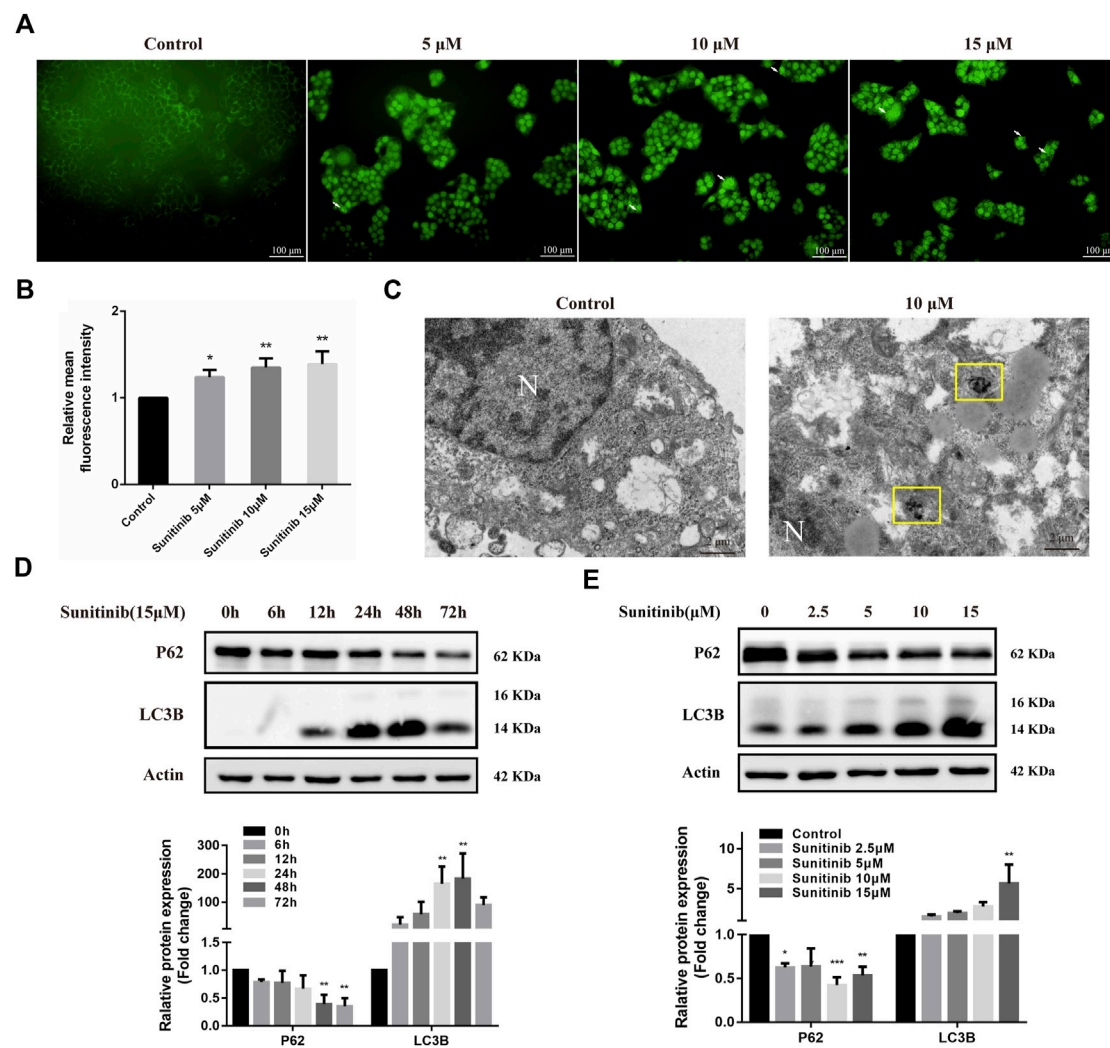 A
Control
5 µM
10 µM
15 µM
100 µm
100 µm
100 µm
100 µm
B
Relative mean
fluorescence intensity
2
1
0
*
**
**
Control
Sunitinib 5µM
Sunitinib 10µM
Sunitinib 15µM
C
Control
10 µM
N
2 µm
N
2 µm
D
Sunitinib(15µM) 0h 6h 12h 24h 48h 72h
P62 62 KDa
16 KDa
LC3B 14 KDa
Actin 42 KDa
Ralative protein expression
(Fold change)
0h
6h
12h
24h
48h
72h
300
200
100
1.0
0.5
0.0
** **
** **
P62 LC3B
E
Sunitinib(µM) 0 2.5 5 10 15
P62 62 KDa
16 KDa
LC3B 14 KDa
Actin 42 KDa
Ralative protein expression
(Fold change)
Control
Sunitinib 2.5µM
Sunitinib 5µM
Sunitinib 10µM
Sunitinib 15µM
10
5
1.0
0.5
0.0
**
* *** **
P62 LC3B